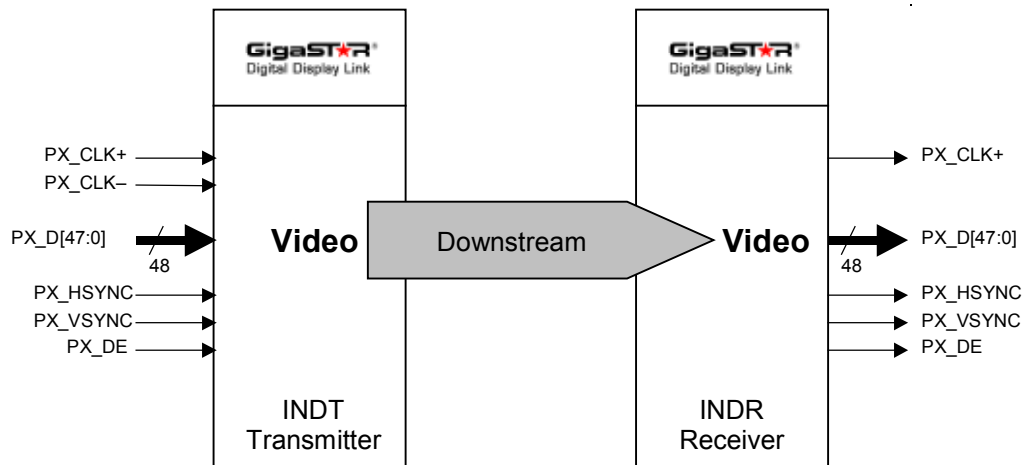 GigaSTAR®
Digital Display Link
GigaSTAR®
Digital Display Link
PX_CLK+
PX_CLK–
PX_D[47:0]
48
PX_HSYNC
PX_VSYNC
PX_DE
Video
Downstream
Video
PX_CLK+
PX_D[47:0]
48
PX_HSYNC
PX_VSYNC
PX_DE
INDT
Transmitter
INDR
Receiver